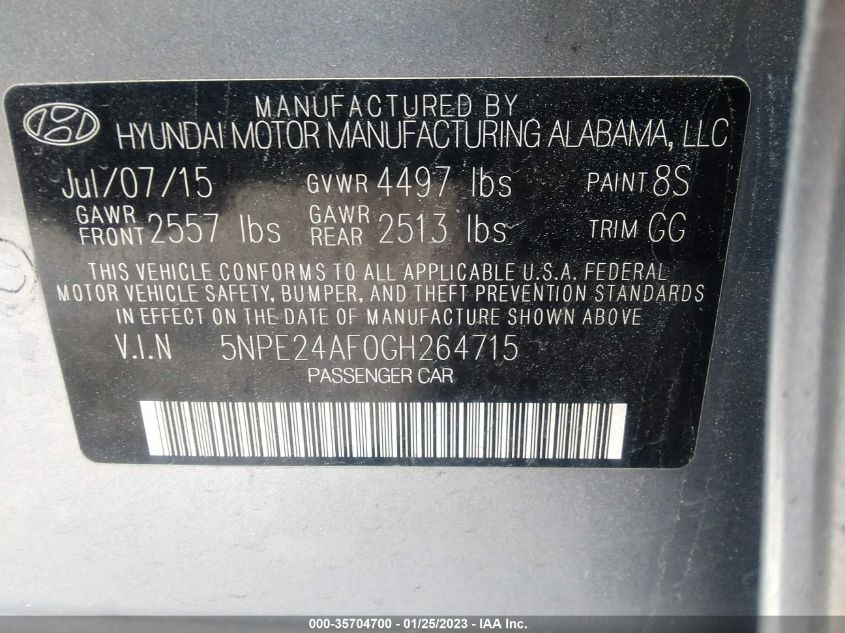 MANUFACTURED BY
HYUNDAI MOTOR MANUFACTURING ALABAMA, LLC
Jul/07/15 GVWR 4497 lbs PAINT 8S
GAWR FRONT 2557 lbs GAWR REAR 2513 lbs TRIM GG
THIS VEHICLE CONFORMS TO ALL APPLICABLE U.S.A. FEDERAL
MOTOR VEHICLE SAFETY, BUMPER, AND THEFT PREVENTION STANDARDS
IN EFFECT ON THE DATE OF MANUFACTURE SHOWN ABOVE
V.I.N 5NPE24AF0GH264715
PASSENGER CAR
000-35704700 - 01/25/2023 - IAA Inc.